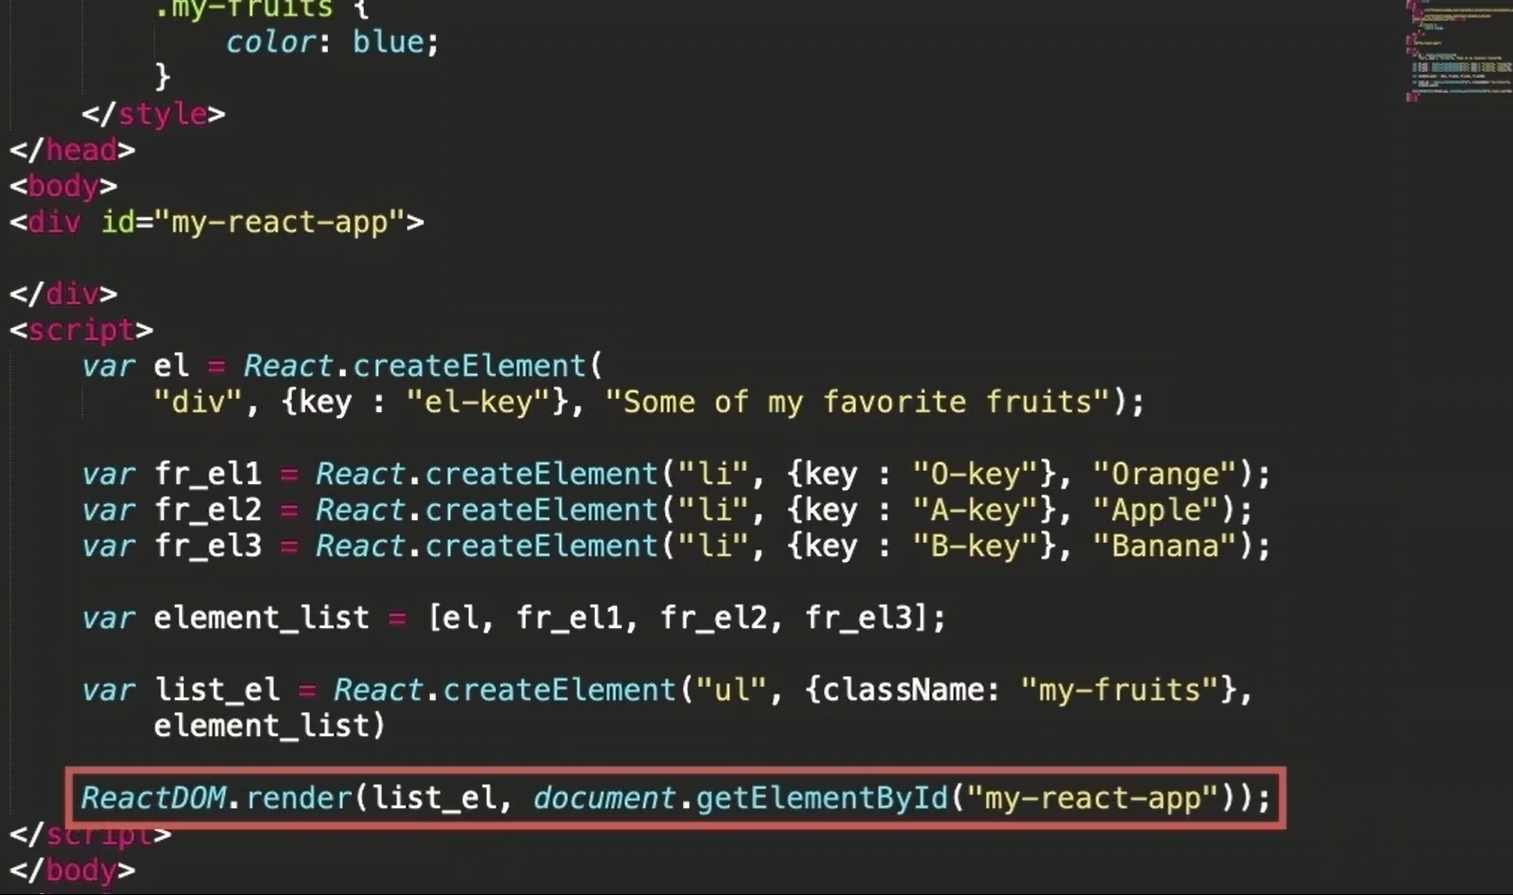 .my-fruits {
color: blue;
}
</style>
</head>
<body>
<div id="my-react-app">
</div>
<script>
var el = React.createElement(
"div", {key : "el-key"}, "Some of my favorite fruits");
var fr_el1 = React.createElement("li", {key : "O-key"}, "Orange");
var fr_el2 = React.createElement("li", {key : "A-key"}, "Apple");
var fr_el3 = React.createElement("li", {key : "B-key"}, "Banana");
var element_list = [el, fr_el1, fr_el2, fr_el3];
var list_el = React.createElement("ul", {className: "my-fruits"},
element_list)
ReactDOM.render(list_el, document.getElementById("my-react-app"));
</script>
</body>